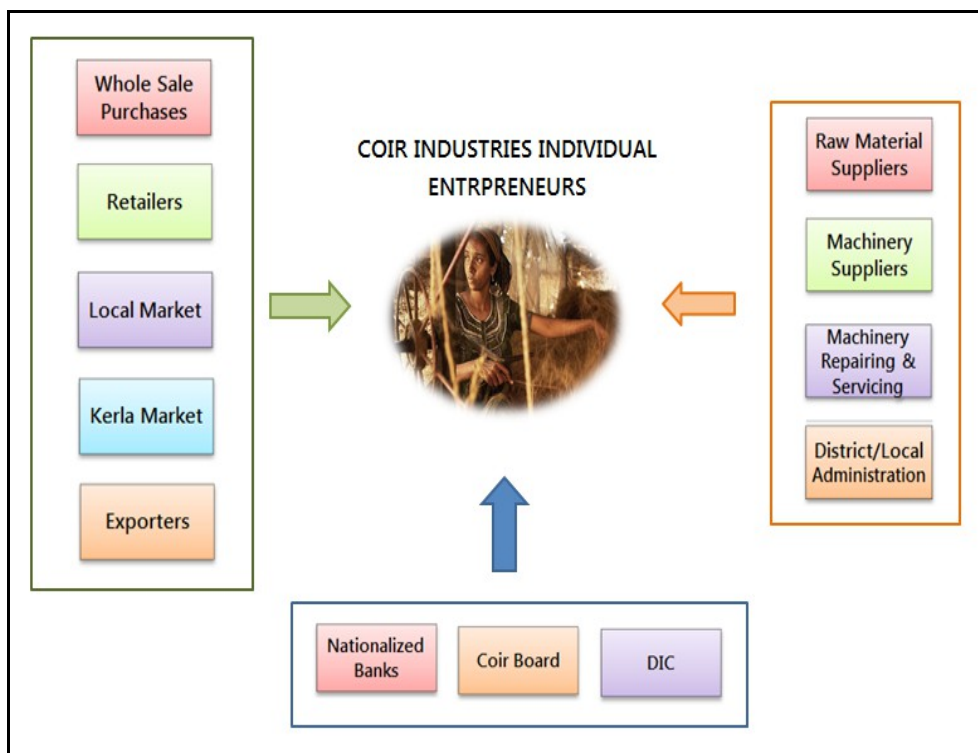 Whole Sale
Purchases
Retailers
Local Market
Kerla Market
Exporters
COIR INDUSTRIES INDIVIDUAL
ENTRPRENEURS
Raw Material
Suppliers
Machinery
Suppliers
Machinery
Repairing &
Servicing
District/Local
Administration
Nationalized
Banks
Coir Board
DIC